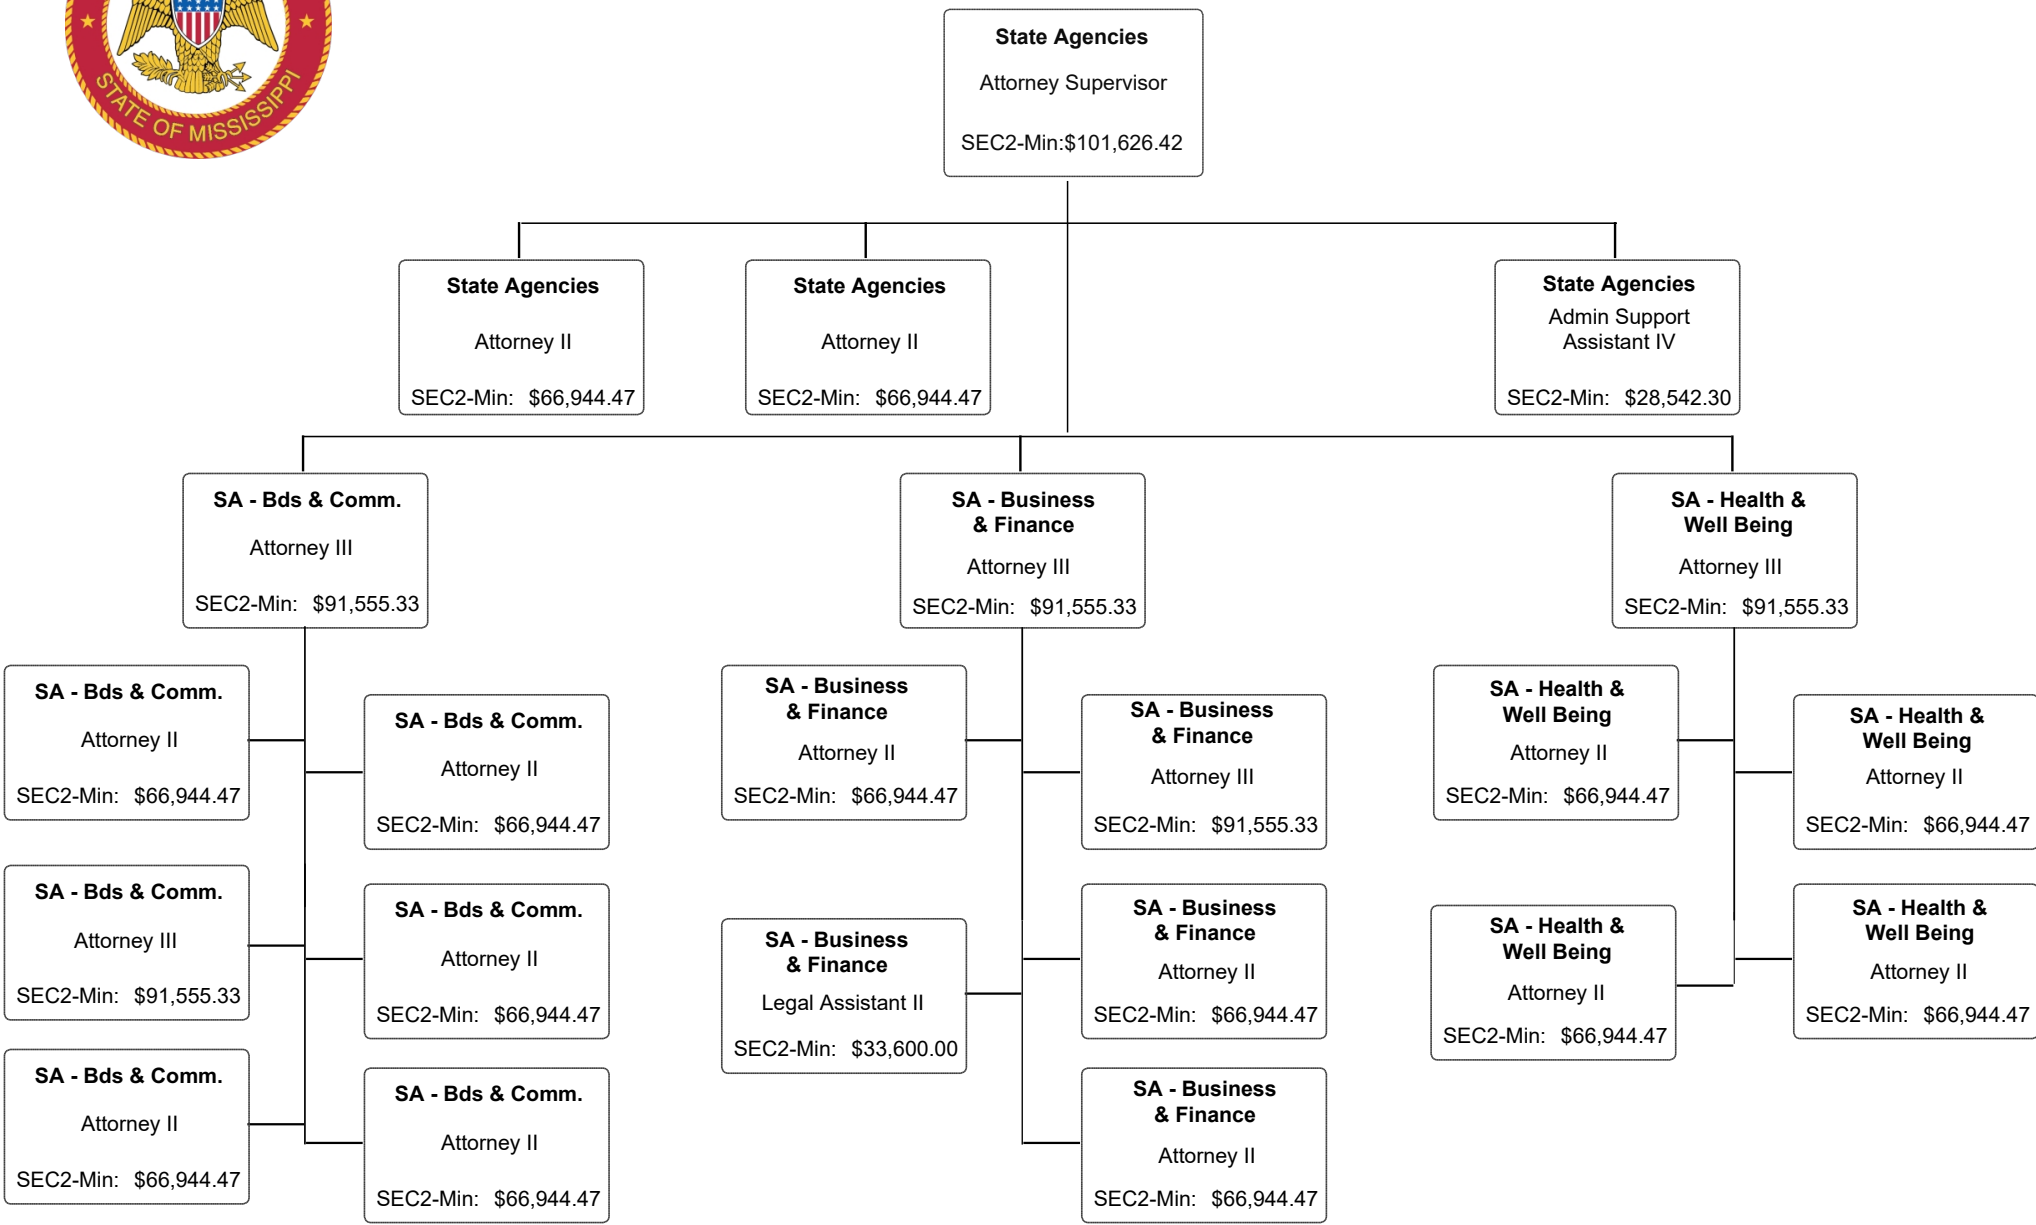 STATE OF MISSISSIPPI
State Agencies
Attorney Supervisor
SEC2-Min:$101,626.42
State Agencies
Attorney II
SEC2-Min: $66,944.47
State Agencies
Attorney II
SEC2-Min: $66,944.47
State Agencies
Admin Support
Assistant IV
SEC2-Min: $28,542.30
SA - Bds & Comm.
Attorney III
SEC2-Min: $91,555.33
SA - Business
& Finance
Attorney III
SEC2-Min: $91,555.33
SA - Health &
Well Being
Attorney III
SEC2-Min: $91,555.33
SA - Bds & Comm.
Attorney II
SEC2-Min: $66,944.47
SA - Bds & Comm.
Attorney II
SEC2-Min: $66,944.47
SA - Bds & Comm.
Attorney III
SEC2-Min: $91,555.33
SA - Bds & Comm.
Attorney II
SEC2-Min: $66,944.47
SA - Bds & Comm.
Attorney II
SEC2-Min: $66,944.47
SA - Bds & Comm.
Attorney II
SEC2-Min: $66,944.47
SA - Business
& Finance
Attorney II
SEC2-Min: $66,944.47
SA - Business
& Finance
Attorney III
SEC2-Min: $91,555.33
SA - Business
& Finance
Legal Assistant II
SEC2-Min: $33,600.00
SA - Business
& Finance
Attorney II
SEC2-Min: $66,944.47
SA - Business
& Finance
Attorney II
SEC2-Min: $66,944.47
SA - Health &
Well Being
Attorney II
SEC2-Min: $66,944.47
SA - Health &
Well Being
Attorney II
SEC2-Min: $66,944.47
SA - Health &
Well Being
Attorney II
SEC2-Min: $66,944.47
SA - Health &
Well Being
Attorney II
SEC2-Min: $66,944.47